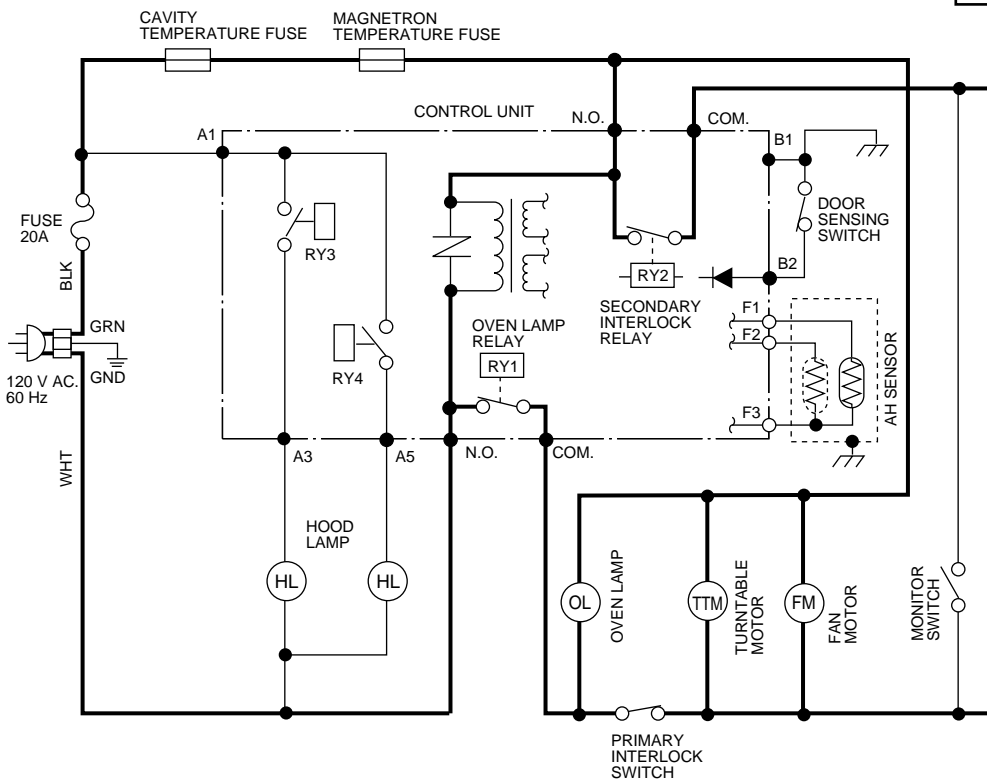 CAVITY
TEMPERATURE FUSE
MAGNETRON
TEMPERATURE FUSE
CONTROL UNIT
N.O.
COM.
A1
B1
FUSE
20A
RY3
DOOR
SENSING
SWITCH
BLK
RY2
B2
SECONDARY
INTERLOCK
RELAY
F1
F2
GRN
GND
120 V AC.
60 Hz
RY4
OVEN LAMP
RELAY
RY1
AH SENSOR
F3
WHT
A3
A5
N.O.
COM.
HOOD
LAMP
HL
HL
OL
OVEN LAMP
TTM
TURNTABLE
MOTOR
FM
FAN
MOTOR
MONITOR
SWITCH
PRIMARY
INTERLOCK
SWITCH